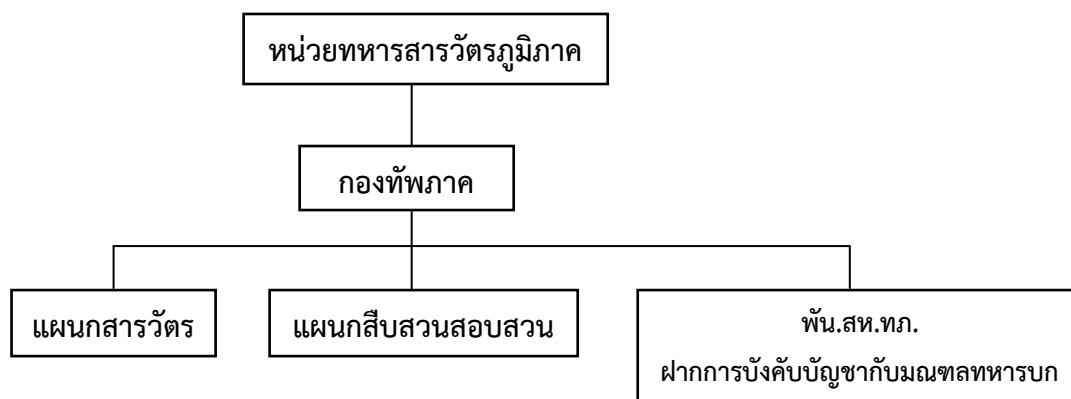 หน่วยทหารสารวัตรภูมิภาค
กองทัพภาค
แผนกสารวัตร
แผนกสืบสวนสอบสวน
พัน.สห.ทภ.
ฝากการบังคับบัญชากับมณฑลทหารบก